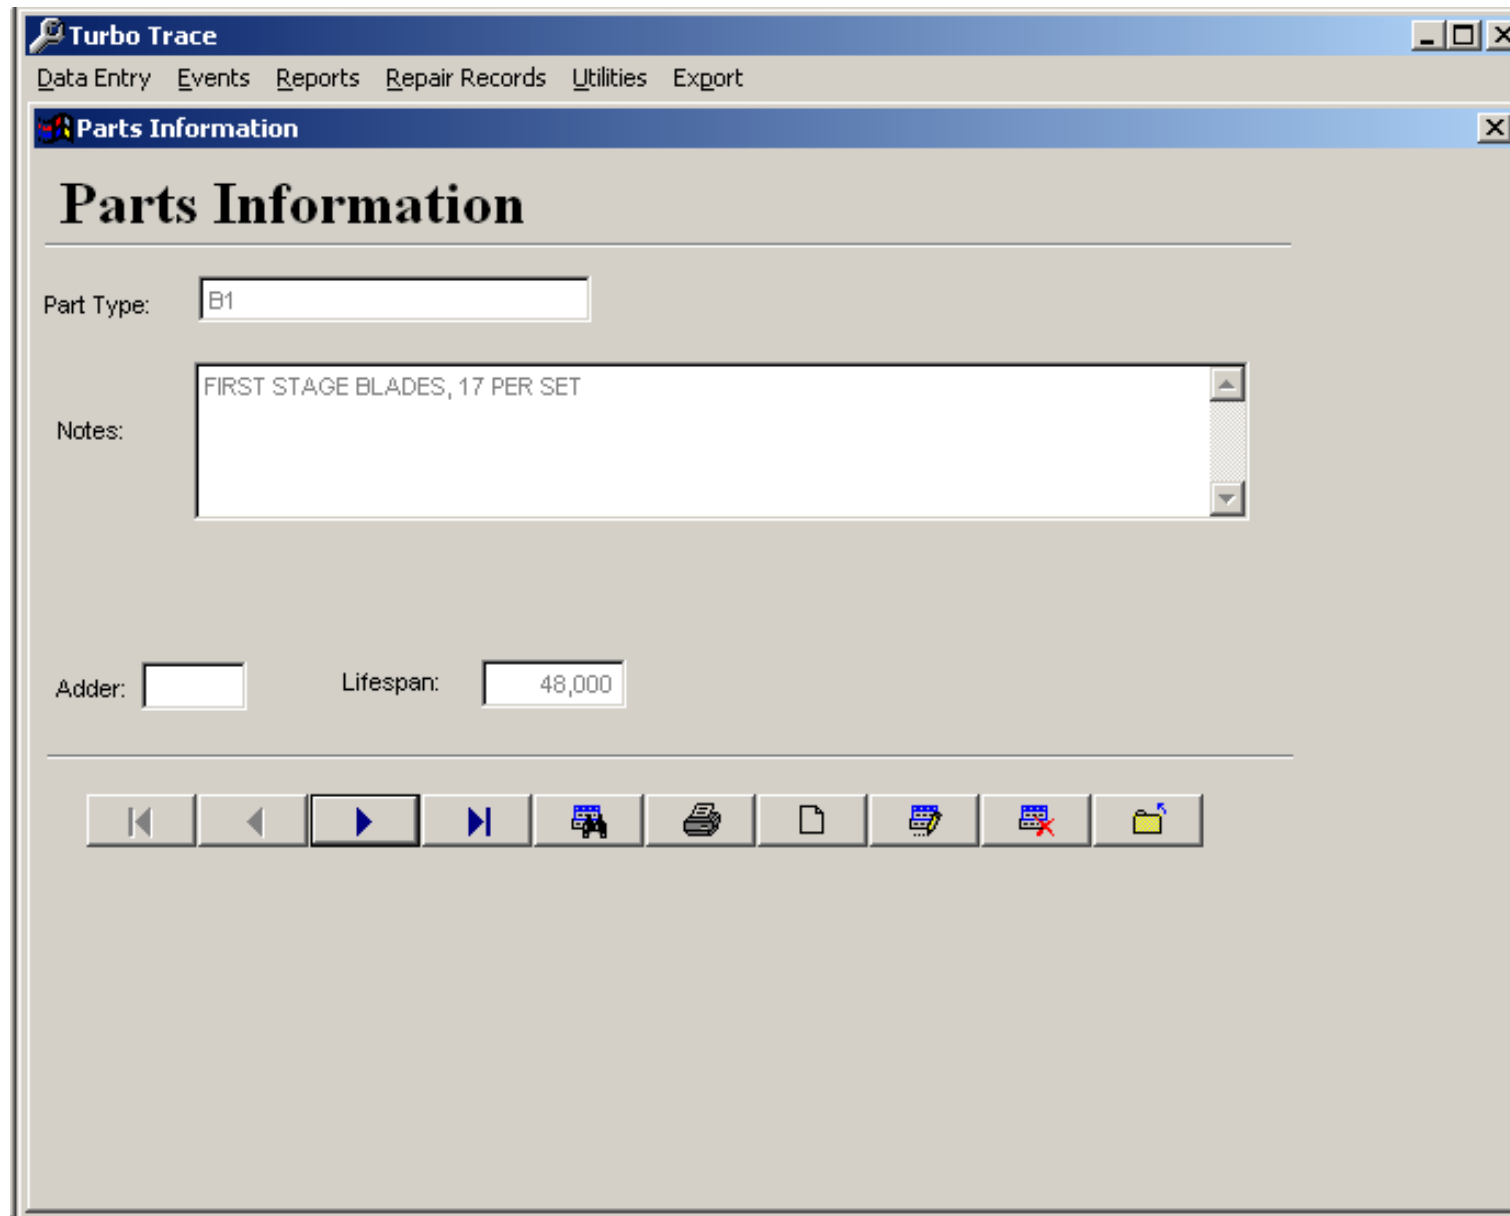 Turbo Trace
Data Entry Events Reports Repair Records Utilities Export
Parts Information
Parts Information
Part Type: B1
Notes: FIRST STAGE BLADES, 17 PER SET
Adder: Lifespan: 48,000